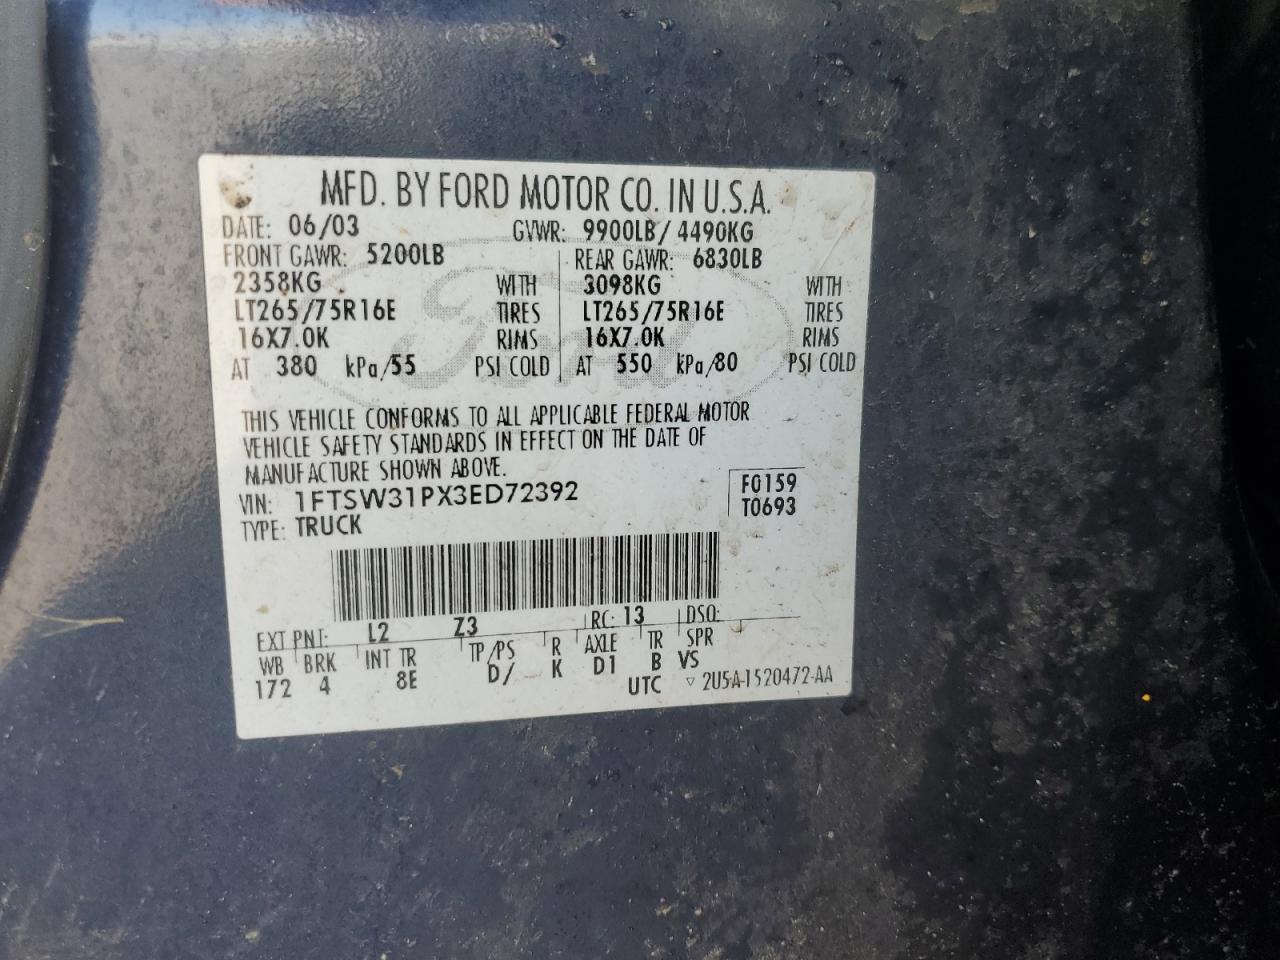 MFD. BY FORD MOTOR CO. IN U.S.A.
DATE: 06/03 GVWR: 9900LB/4490KG
FRONT GAWR: 5200LB REAR GAWR: 6830LB
2358KG WITH 3098KG WITH
LT265/75R16E TIRES LT265/75R16E TIRES
16X7.0K RIMS 16X7.0K RIMS
AT 380 kPa/55 PSI COLD AT 550 kPa/80 PSI COLD
Ford
THIS VEHICLE CONFORMS TO ALL APPLICABLE FEDERAL MOTOR
VEHICLE SAFETY STANDARDS IN EFFECT ON THE DATE OF
MANUFACTURE SHOWN ABOVE.
VIN: 1FTSW31PX3ED72392 F0159
TYPE: TRUCK T0693
EXT PNT: L2 Z3 RC: 13 DSO:
WB BRK INT TR TP/PS R AXLE TR SPR
172 4 8E D/ K D1 B VS
UTC ▽ 2U5A-1520472-AA